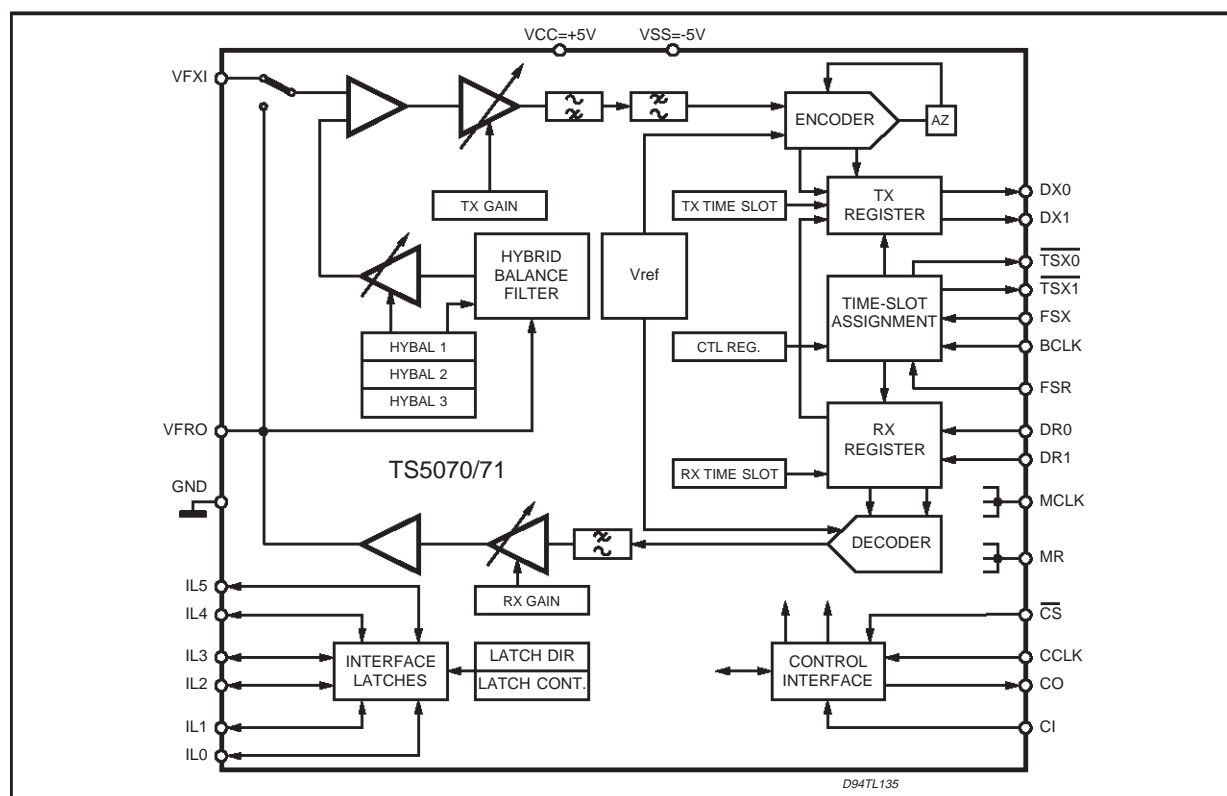 VCC=+5V VSS=-5V
VFXI
ENCODER
AZ
TX GAIN
TX TIME SLOT
TX
REGISTER
DX0
DX1
HYBRID
BALANCE
FILTER
Vref
TSX0
TSX1
TIME-SLOT
ASSIGNMENT
FSX
BCLK
FSR
HYBAL 1
HYBAL 2
HYBAL 3
CTL REG.
VFRO
RX
REGISTER
DR0
DR1
TS5070/71
RX TIME SLOT
GND
MCLK
DECODER
MR
RX GAIN
IL5
IL4
IL3
IL2
IL1
IL0
INTERFACE
LATCHES
LATCH DIR
LATCH CONT.
CONTROL
INTERFACE
CS
CCLK
CO
CI
D94TL135